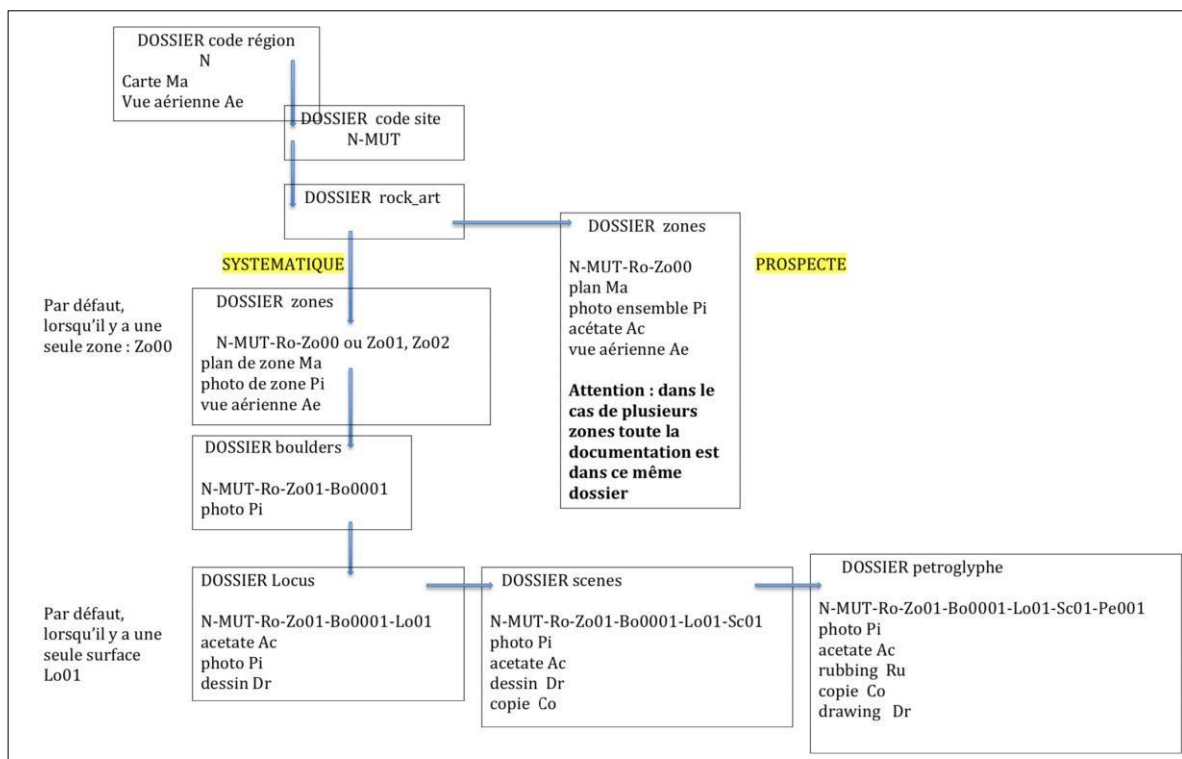 DOSSIER code région
N
Carte Ma
Vue aérienne Ae
DOSSIER code site
N-MUT
DOSSIER rock_art
SYSTEMATIQUE
DOSSIER zones
N-MUT-Ro-Zo00
plan Ma
photo ensemble Pi
acétate Ac
vue aérienne Ae
Attention : dans le
cas de plusieurs
zones toute la
documentation est
dans ce même
dossier
PROSPECTE
Par défaut,
lorsqu'il y a une
seule zone : Zo00
DOSSIER zones
N-MUT-Ro-Zo00 ou Zo01, Zo02
plan de zone Ma
photo de zone Pi
vue aérienne Ae
DOSSIER boulders
N-MUT-Ro-Zo01-Bo0001
photo Pi
Par défaut,
lorsqu'il y a une
seule surface
Lo01
DOSSIER Locus
N-MUT-Ro-Zo01-Bo0001-Lo01
acetate Ac
photo Pi
dessin Dr
DOSSIER scenes
N-MUT-Ro-Zo01-Bo0001-Lo01-Sc01
photo Pi
acetate Ac
dessin Dr
copie Co
DOSSIER petroglyphe
N-MUT-Ro-Zo01-Bo0001-Lo01-Sc01-Pe001
photo Pi
acetate Ac
rubbing Ru
copie Co
drawing Dr